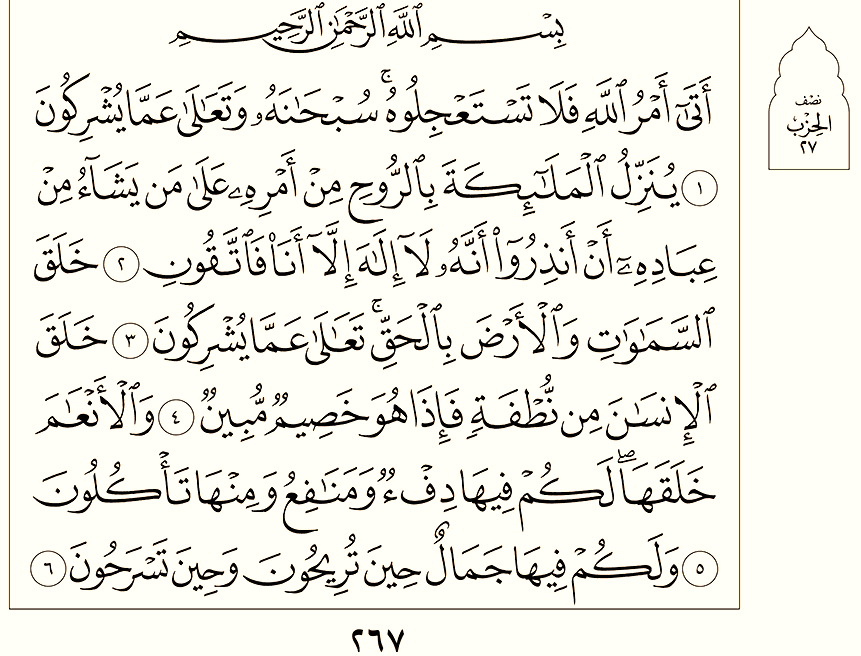 بِسْمِ ٱللَّهِ ٱلرَّحْمَٰنِ ٱلرَّحِيمِ
أَتَىٰٓ أَمْرُ ٱللَّهِ فَلَا تَسْتَعْجِلُوهُ ۚ سُبْحَٰنَهُۥ وَتَعَٰلَىٰ عَمَّا يُشْرِكُونَ
١ يُنَزِّلُ ٱلْمَلَٰٓئِكَةَ بِٱلرُّوحِ مِنْ أَمْرِهِۦ عَلَىٰ مَن يَشَآءُ مِنْ
عِبَادِهِۦٓ أَنْ أَنذِرُوٓا۟ أَنَّهُۥ لَآ إِلَٰهَ إِلَّآ أَنَا۠ فَٱتَّقُونِ ٢ خَلَقَ
ٱلسَّمَٰوَٰتِ وَٱلْأَرْضَ بِٱلْحَقِّ ۚ تَعَٰلَىٰ عَمَّا يُشْرِكُونَ ٣ خَلَقَ
ٱلْإِنسَٰنَ مِن نُّطْفَةٍ فَإِذَا هُوَ خَصِيمٌ مُّبِينٌ ٤ وَٱلْأَنْعَٰمَ
خَلَقَهَا ۖ لَكُمْ فِيهَا دِفْءٌ وَمَنَٰفِعُ وَمِنْهَا تَأْكُلُونَ
٥ وَلَكُمْ فِيهَا جَمَالٌ حِينَ تُرِيحُونَ وَحِينَ تَسْرَحُونَ ٦
نصف
الحزب
٢٧
٢٦٧